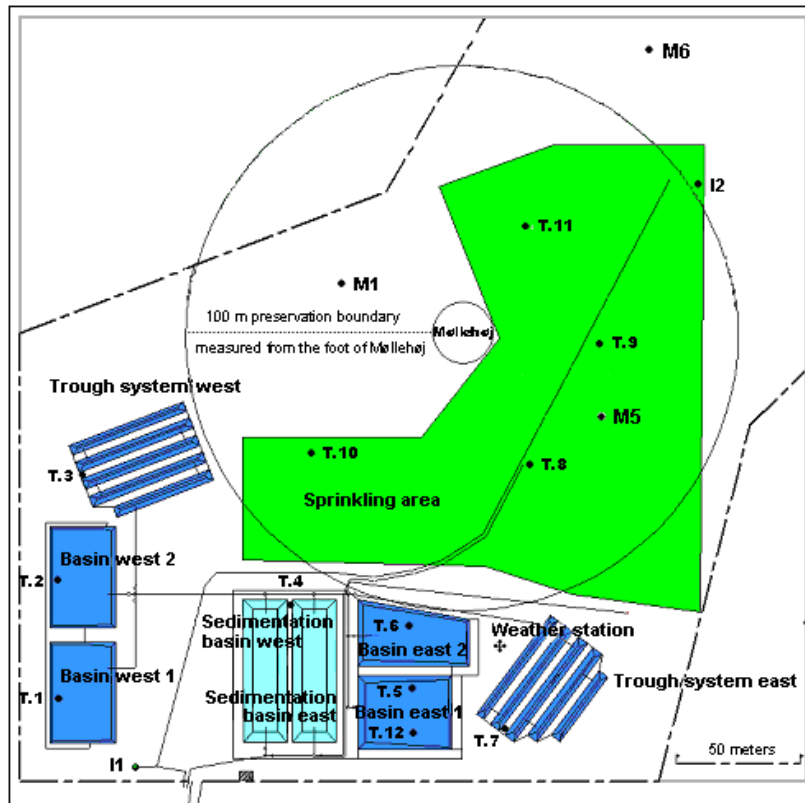 M6
I2
T.11
M1
100 m preservation boundary
Møllehøj
measured from the foot of Møllehøj
T.9
Trough system west
M5
T.10
T.3
T.8
Sprinkling area
Basin west 2
T.2
T.4
Sedimentation
basin west
T.6
Weather station
Basin east 2
Basin west 1
Trough system east
T.1
Sedimentation
basin east
T.5
Basin east 1
T.12
T.7
50 meters
I1